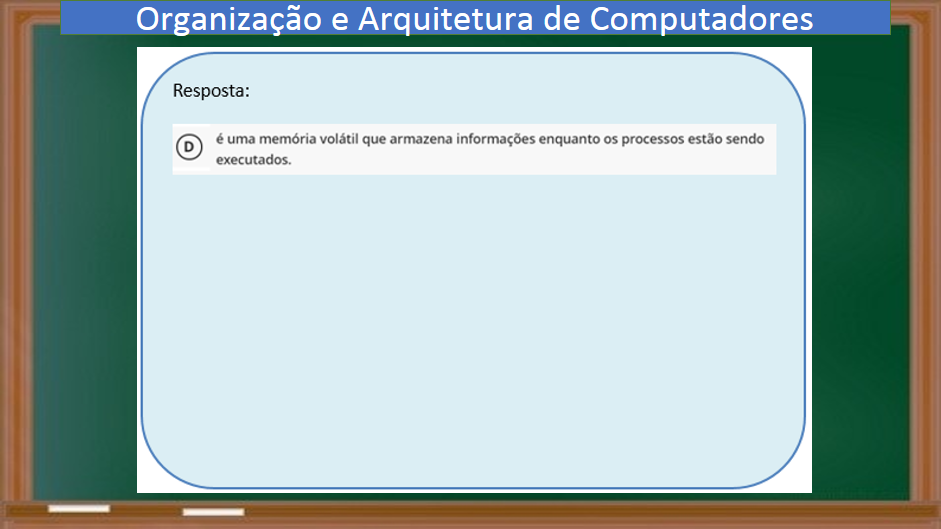 Organização e Arquitetura de Computadores
Resposta:
D é uma memória volátil que armazena informações enquanto os processos estão sendo
executados.